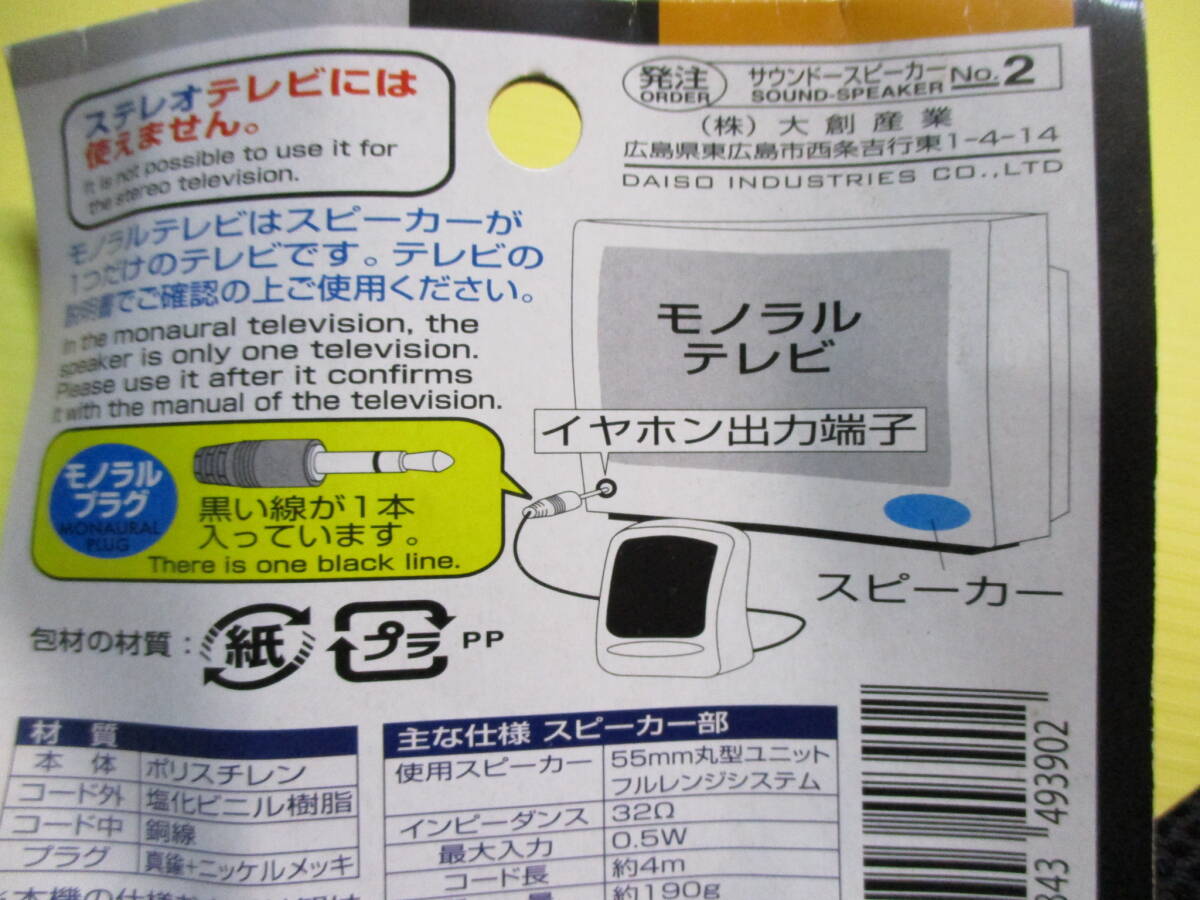 ステレオテレビには
使えません。
It is not possible to use it for
the stereo television.
発注
ORDER
サウンドースピーカー
SOUND-SPEAKER
No.2
(株)大創産業
広島県東広島市西条吉行東1-4-14
DAISO INDUSTRIES CO.,LTD
モノラルテレビはスピーカーが
1つだけのテレビです。テレビの
説明書でご確認の上ご使用ください。
In the monaural television, the
speaker is only one television.
Please use it after it confirms
it with the manual of the television.
モノラル
テレビ
イヤホン出力端子
スピーカー
モノラル
プラグ
MONAURAL
PLUG
黒い線が1本
入っています。
There is one black line.
包材の材質:
紙
プラ
PP
材質
本体 ポリスチレン
コード外 塩化ビニル樹脂
コード中 銅線
プラグ 真鍮+ニッケルメッキ
主な仕様 スピーカー部
使用スピーカー 55mm丸型ユニット
フルレンジシステム
インピーダンス 32Ω
最大入力 0.5W
コード長 約4m
量 約190g
493902